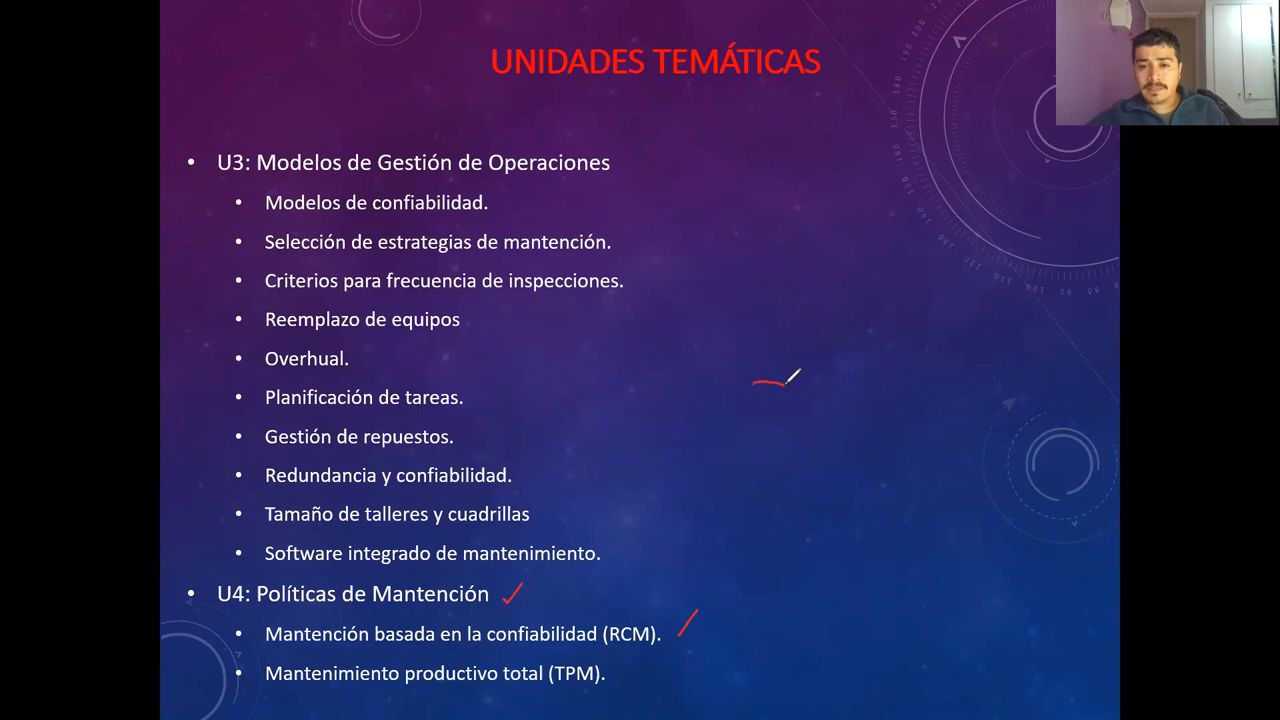 UNIDADES TEMÁTICAS
• U3: Modelos de Gestión de Operaciones
• Modelos de confiabilidad.
• Selección de estrategias de mantención.
• Criterios para frecuencia de inspecciones.
• Reemplazo de equipos
• Overhual.
• Planificación de tareas.
• Gestión de repuestos.
• Redundancia y confiabilidad.
• Tamaño de talleres y cuadrillas
• Software integrado de mantenimiento.
• U4: Políticas de Mantención
• Mantención basada en la confiabilidad (RCM).
• Mantenimiento productivo total (TPM).